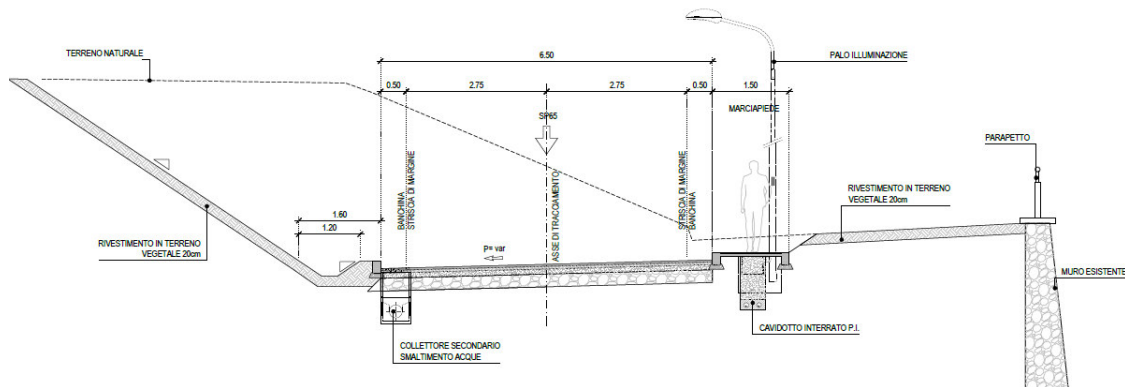 TERRENO NATURALE
6.50
PALO ILLUMINAZIONE
0.50
2.75
2.75
0.50
1.50
MARCIAPIEDE
SP65
PARAPETTO
BANCHINA
STRISCIA DI MARGINE
ASSE DI TRACCIAMENTO
STRISCIA DI MARGINE
BANCHINA
RIVESTIMENTO IN TERRENO
VEGETALE 20cm
1.60
1.20
RIVESTIMENTO IN TERRENO
VEGETALE 20cm
P= var
MURO ESISTENTE
CAVIDOTTO INTERRATO P.I.
COLLETTORE SECONDARIO
SMALTIMENTO ACQUE